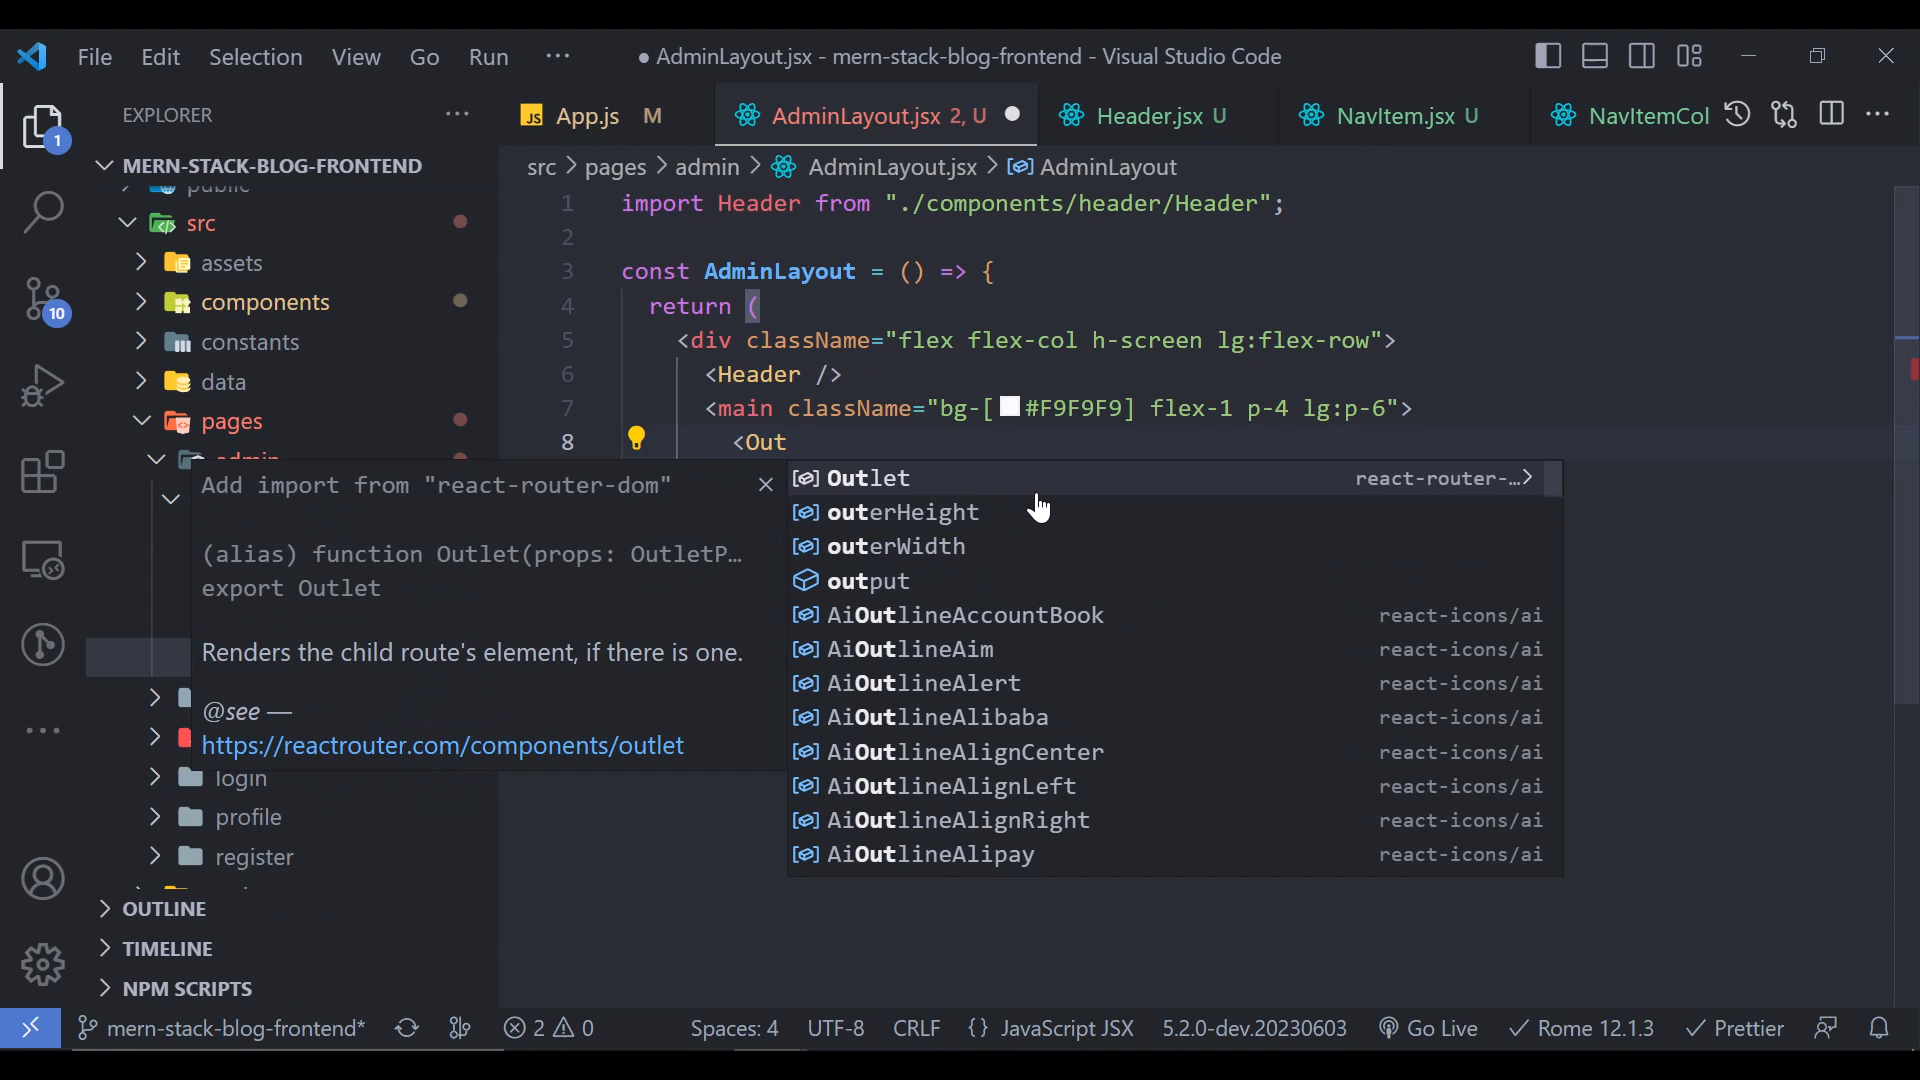 File Edit Selection View Go Run ··· ● AdminLayout.jsx - mern-stack-blog-frontend - Visual Studio Code
EXPLORER ···
App.js M
AdminLayout.jsx 2, U ●
Header.jsx U
NavItem.jsx U
NavItemCol
1
MERN-STACK-BLOG-FRONTEND
src > pages > admin > AdminLayout.jsx > AdminLayout
public
src
assets
components
constants
data
pages
admin
login
profile
register
OUTLINE
TIMELINE
NPM SCRIPTS
10
1 import Header from "./components/header/Header";
2
3 const AdminLayout = () => {
4 return (
5 <div className="flex flex-col h-screen lg:flex-row">
6 <Header />
7 <main className="bg-[#F9F9F9] flex-1 p-4 lg:p-6">
8 <Out
Add import from "react-router-dom"
(alias) function Outlet(props: OutletP…
export Outlet
Renders the child route's element, if there is one.
@see —
https://reactrouter.com/components/outlet
Outlet react-router-…>
outerHeight
outerWidth
output
AiOutlineAccountBook react-icons/ai
AiOutlineAim react-icons/ai
AiOutlineAlert react-icons/ai
AiOutlineAlibaba react-icons/ai
AiOutlineAlignCenter react-icons/ai
AiOutlineAlignLeft react-icons/ai
AiOutlineAlignRight react-icons/ai
AiOutlineAlipay react-icons/ai
mern-stack-blog-frontend* 2 0 Spaces: 4 UTF-8 CRLF {} JavaScript JSX 5.2.0-dev.20230603 Go Live ✓ Rome 12.1.3 ✓ Prettier